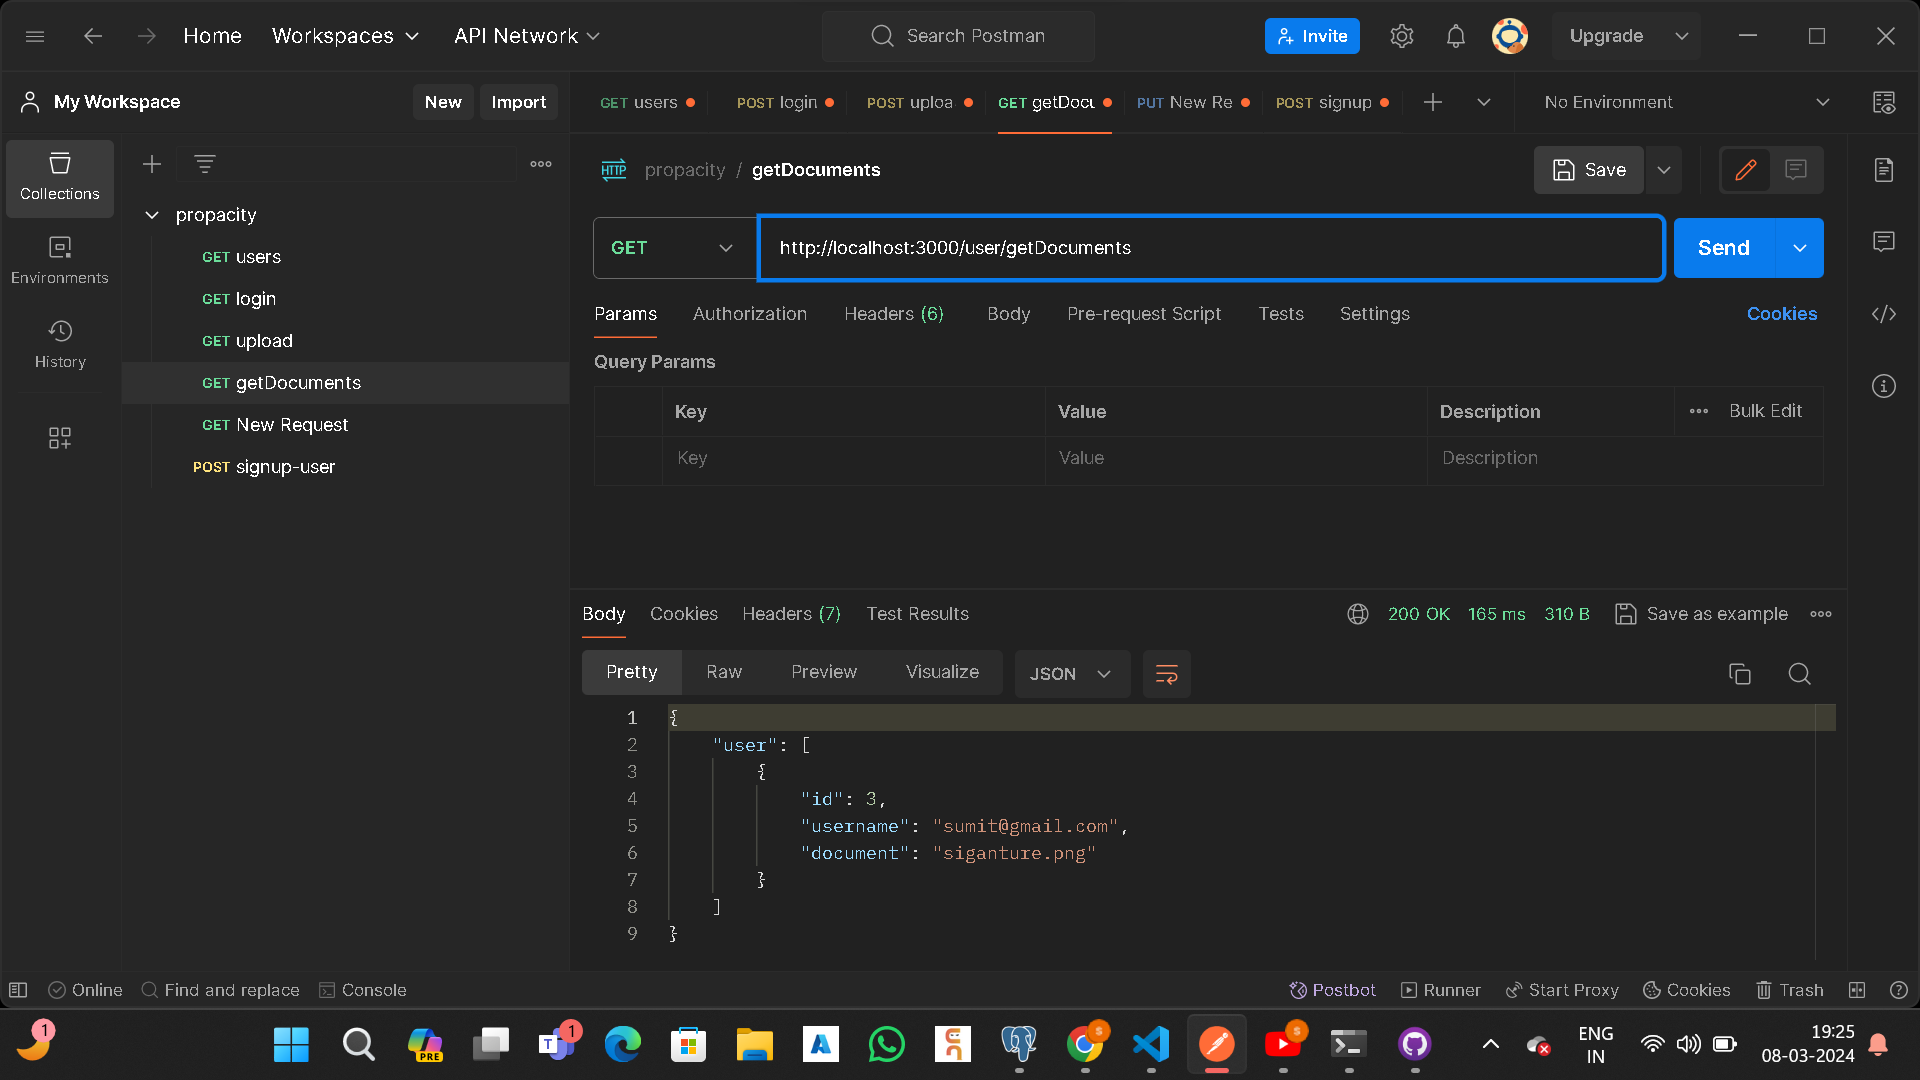 Home Workspaces API Network Search Postman Invite Upgrade
My Workspace New Import
GET users POST login POST uploa GET getDocu PUT New Re POST signup No Environment
Collections
Environments
History
propacity
GET users
GET login
GET upload
GET getDocuments
GET New Request
POST signup-user
HTTP propacity / getDocuments Save
GET http://localhost:3000/user/getDocuments Send
Params Authorization Headers (6) Body Pre-request Script Tests Settings Cookies
Query Params
Key Value Description Bulk Edit
Key Value Description
Body Cookies Headers (7) Test Results 200 OK 165 ms 310 B Save as example
Pretty Raw Preview Visualize JSON
1 {
2 "user": [
3 {
4 "id": 3,
5 "username": "sumit@gmail.com",
6 "document": "siganture.png"
7 }
8 ]
9 }
Online Find and replace Console Postbot Runner Start Proxy Cookies Trash
1 PRE 1 T A S S ENG 19:25
IN 08-03-2024